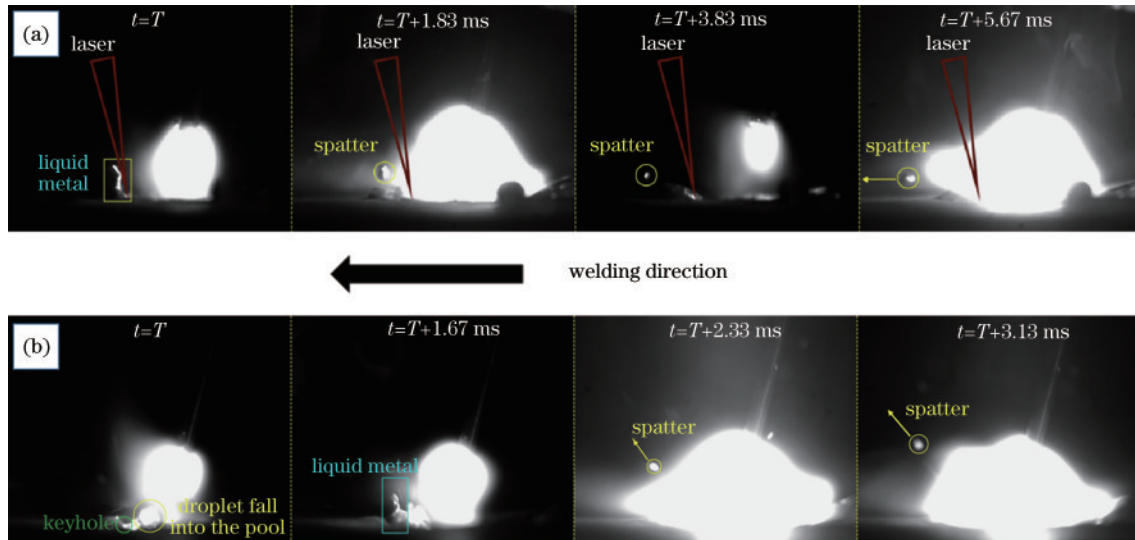 (a)
t=T
t=T+1.83 ms
t=T+3.83 ms
t=T+5.67 ms
laser
laser
laser
laser
liquid
metal
spatter
spatter
spatter
welding direction
(b)
t=T
t=T+1.67 ms
t=T+2.33 ms
t=T+3.13 ms
keyhole
droplet fall
into the pool
liquid metal
spatter
spatter